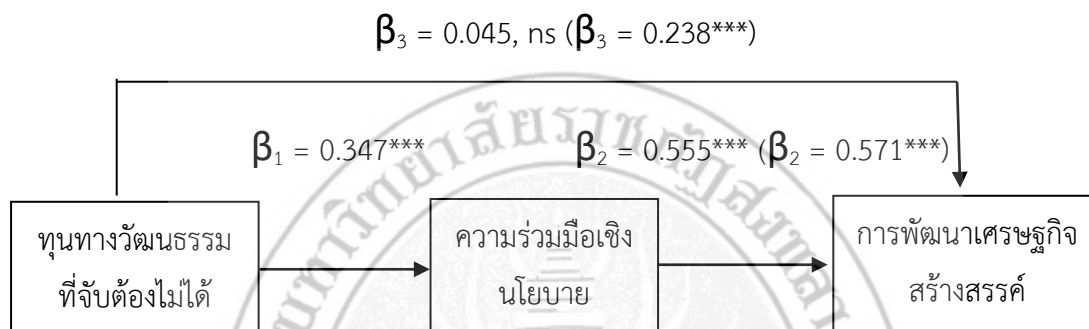 β3 = 0.045, ns (β3 = 0.238***)
β1 = 0.347***
β2 = 0.555*** (β2 = 0.571***)
ทุนทางวัฒนธรรม
ที่จับต้องไม่ได้
ความร่วมมือเชิง
นโยบาย
การพัฒนาเศรษฐกิจ
สร้างสรรค์